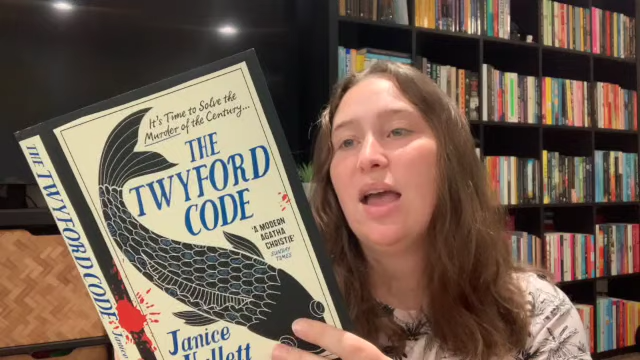 It's Time to Solve the
Murder of the Century...
THE
TWYFORD
CODE
'A MODERN
AGATHA
CHRISTIE'
SUNDAY
TIMES
Janice
Hallett
THE TWYFORD CODE
Janice